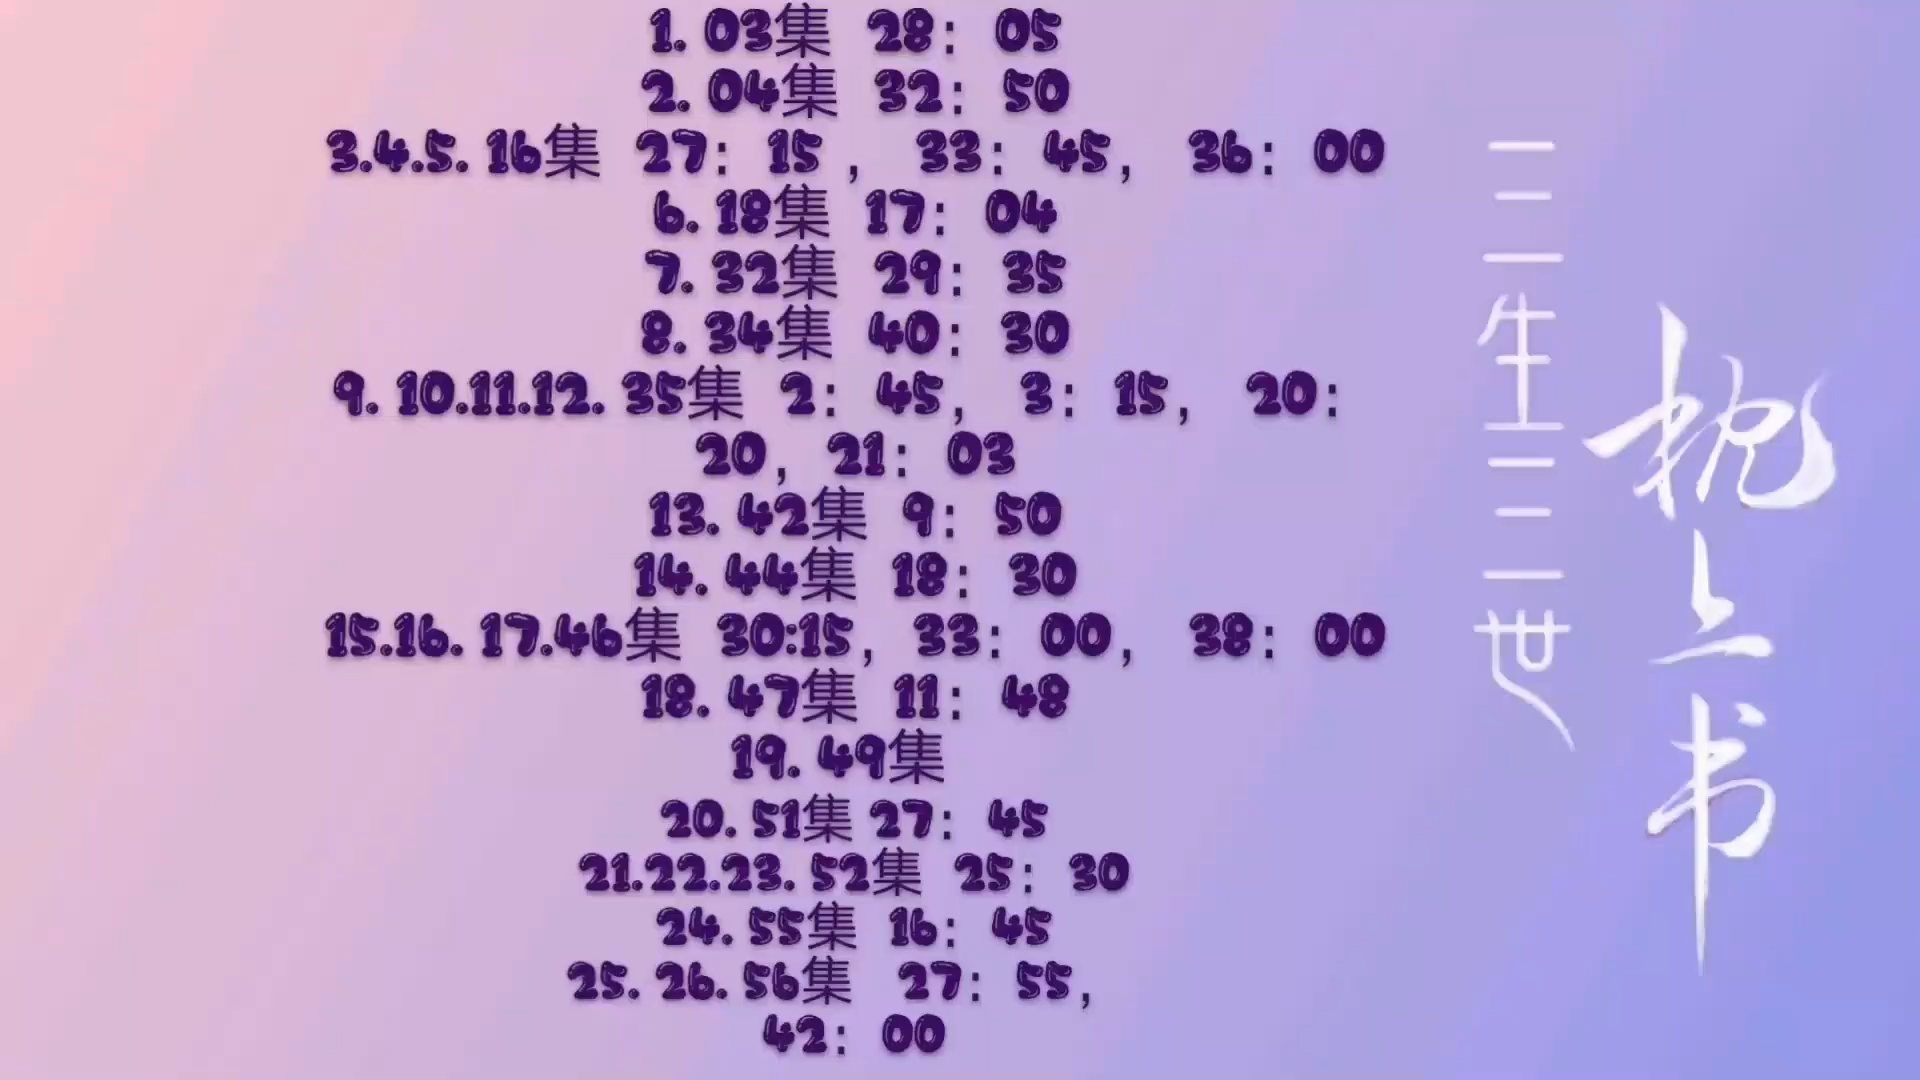 1. 03集 28：05
2. 04集 32：50
3.4.5. 16集 27：15 ， 33：45， 36：00
6. 18集 17：04
7. 32集 29：35
8. 34集 40：30
9. 10.11.12. 35集 2：45， 3：15， 20：
20， 21：03
13. 42集 9：50
14. 44集 18：30
15.16. 17.46集 30:15， 33：00， 38：00
18. 47集 11：48
19. 49集
20. 51集 27：45
21.22.23. 52集 25：30
24. 55集 16：45
25. 26. 56集 27：55，
42：00
三生三世
枕上书